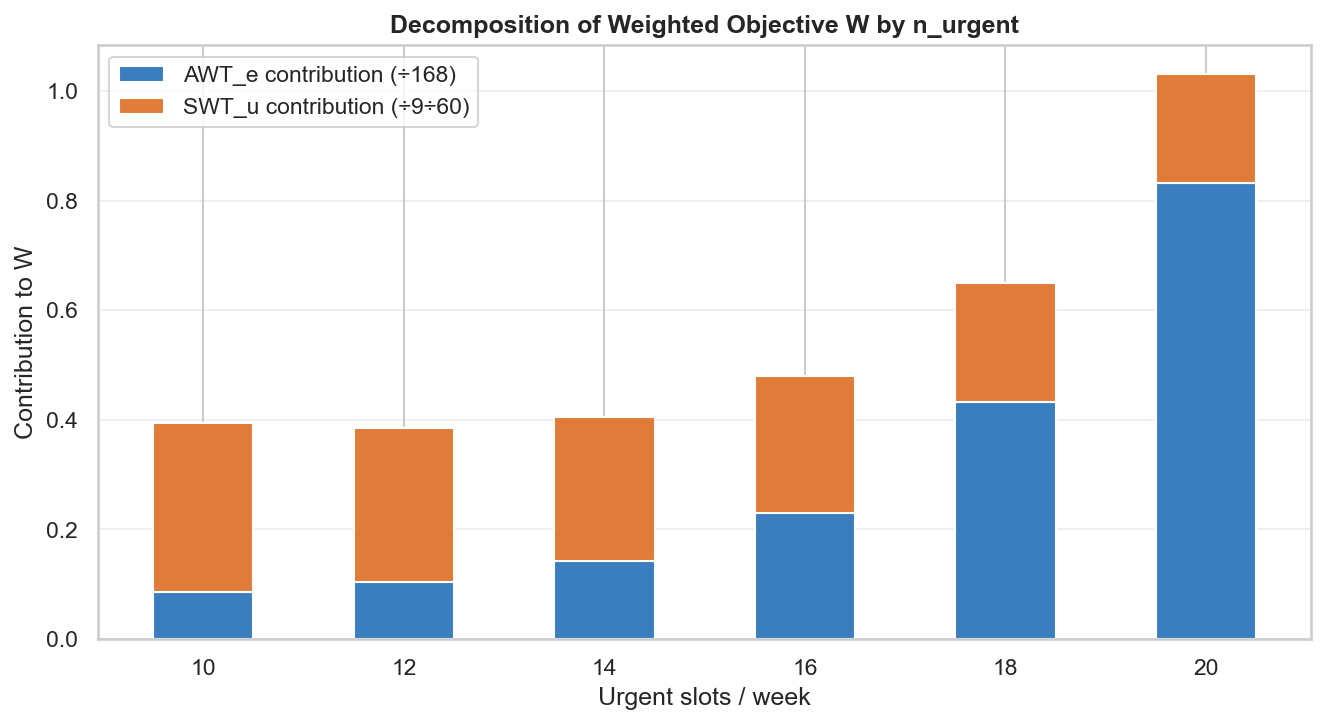 Decomposition of Weighted Objective W by n_urgent
AWT_e contribution (÷168)
SWT_u contribution (÷9÷60)
Contribution to W
1.0
0.8
0.6
0.4
0.2
0.0
10 12 14 16 18 20
Urgent slots / week